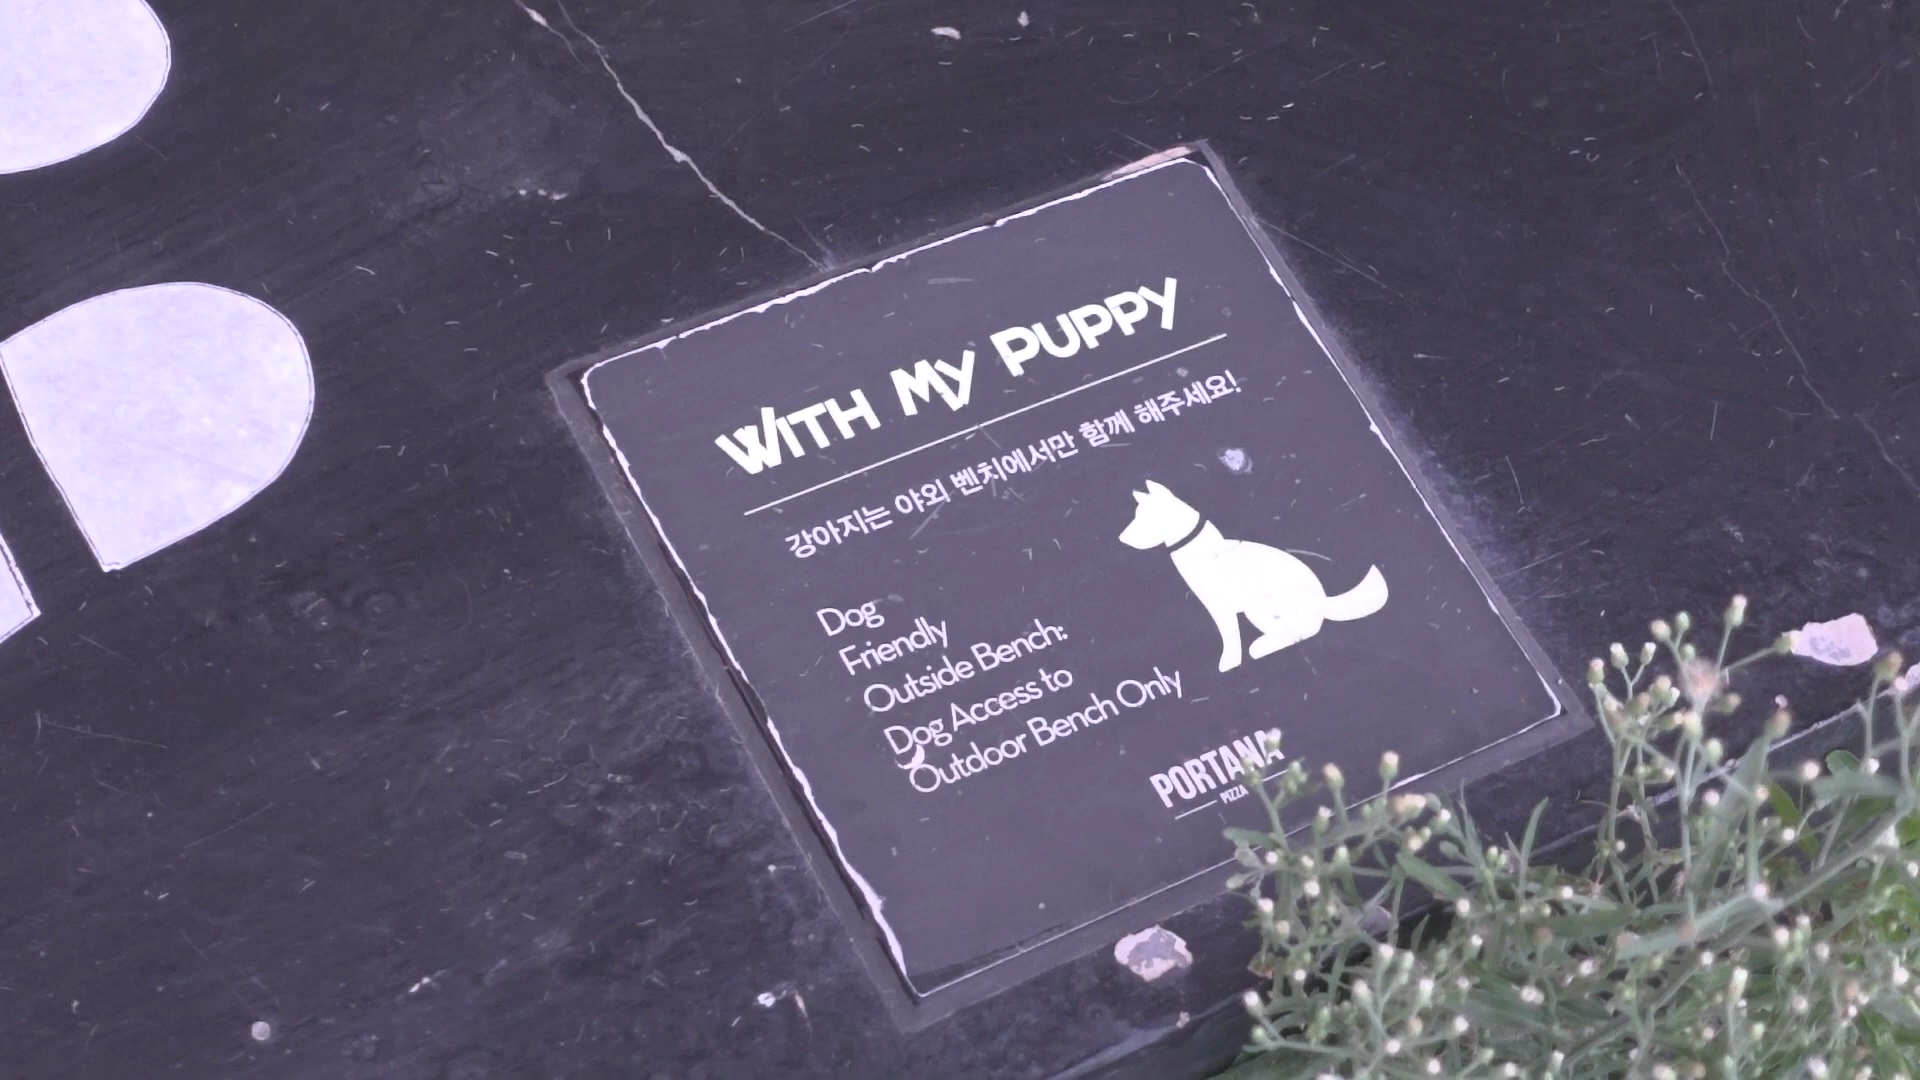 WITH MY PUPPY
강아지는 야외 벤치에서만 함께 해주세요!
Dog
Friendly
Outside Bench:
Dog Access to
Outdoor Bench Only
PORTANA
PIZZA